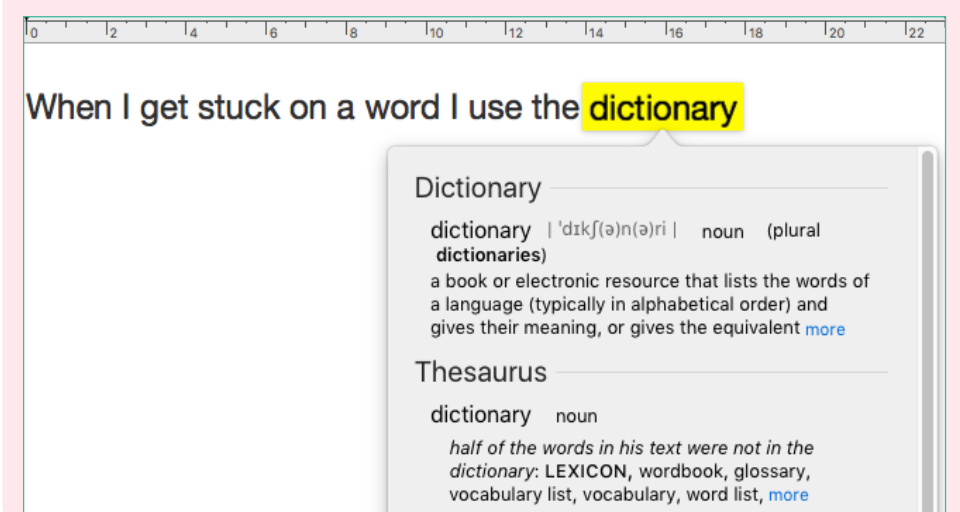 0 2 4 6 8 10 12 14 16 18 20 22
When I get stuck on a word I use the dictionary
Dictionary
dictionary | ˈdɪkʃ(ə)n(ə)ri | noun (plural
dictionaries)
a book or electronic resource that lists the words of
a language (typically in alphabetical order) and
gives their meaning, or gives the equivalent more
Thesaurus
dictionary noun
half of the words in his text were not in the
dictionary: LEXICON, wordbook, glossary,
vocabulary list, vocabulary, word list, more